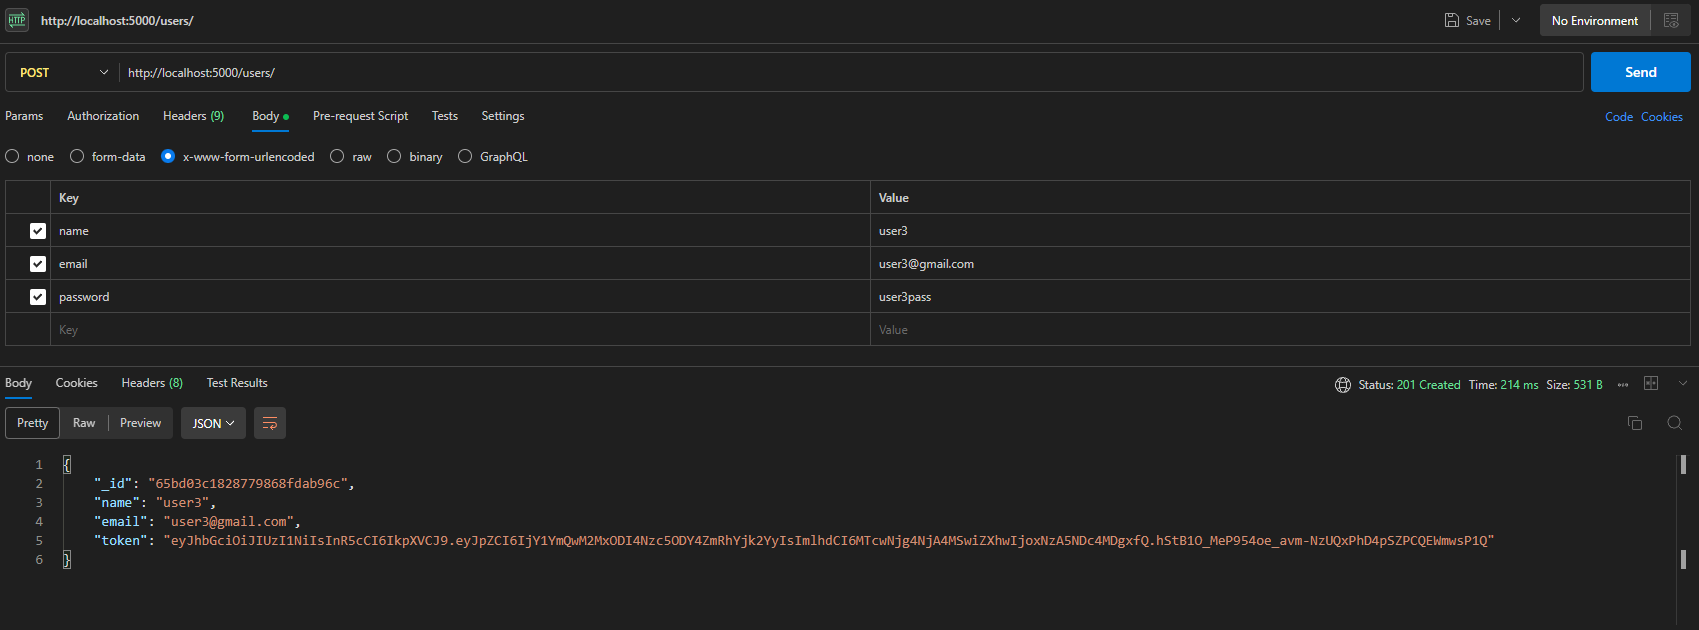 HTTP http://localhost:5000/users/ Save No Environment
POST http://localhost:5000/users/ Send
Params Authorization Headers (9) Body Pre-request Script Tests Settings Code Cookies
none form-data x-www-form-urlencoded raw binary GraphQL
Key Value
name user3
email user3@gmail.com
password user3pass
Key Value
Body Cookies Headers (8) Test Results Status: 201 Created Time: 214 ms Size: 531 B
Pretty Raw Preview JSON
1 {
2 "_id": "65bd03c1828779868fdab96c",
3 "name": "user3",
4 "email": "user3@gmail.com",
5 "token": "eyJhbGciOiJIUzI1NiIsInR5cCI6IkpXVCJ9.eyJpZCI6IjY1YmQwM2MxODI4Nzc5ODY4ZmRhYjk2YyIsImlhdCI6MTcwNjg4NjA4MSwiZXhwIjoxNzA5NDc4MDgxfQ.hStB1O_MeP954oe_avm-NzUQxPhD4pSZPCQEWmwsP1Q"
6 }